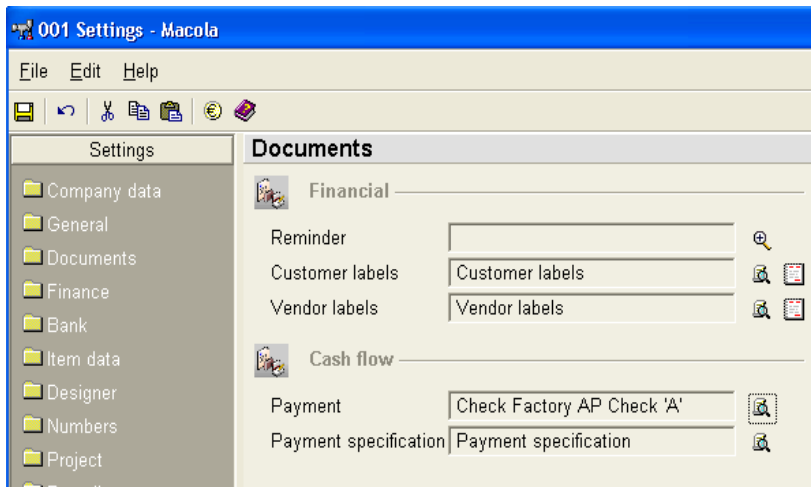 001 Settings - Macola
File Edit Help
Settings
Company data
General
Documents
Finance
Bank
Item data
Designer
Numbers
Project
Documents
Financial
Reminder
Customer labels Customer labels
Vendor labels Vendor labels
Cash flow
Payment Check Factory AP Check 'A'
Payment specification Payment specification